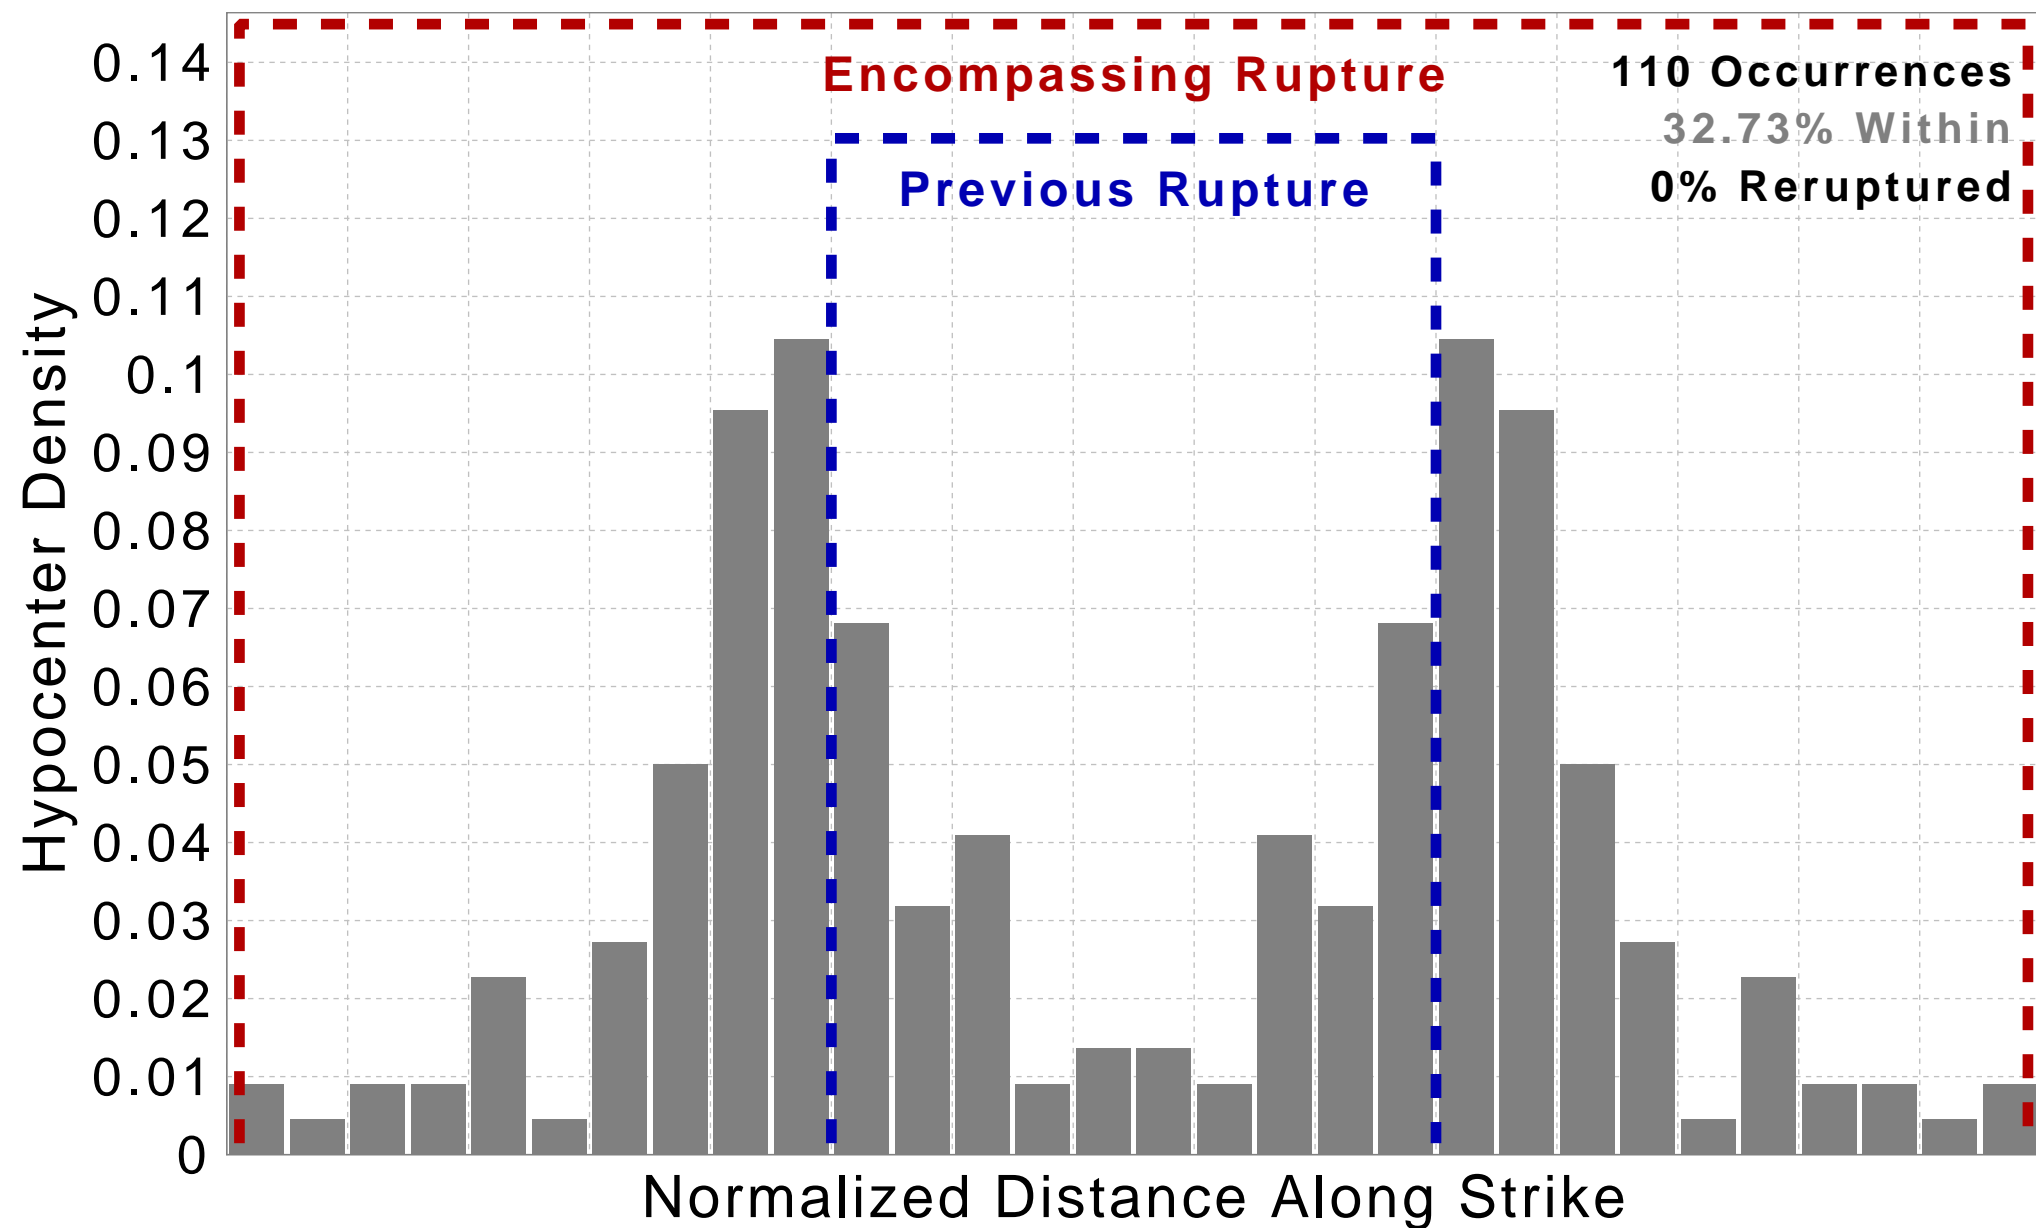 Encompassing Rupture
110 Occurrences
32.73% Within
Previous Rupture
0% Reruptured
Hypocenter Density
0.14
0.13
0.12
0.11
0.1
0.09
0.08
0.07
0.06
0.05
0.04
0.03
0.02
0.01
0
Normalized Distance Along Strike